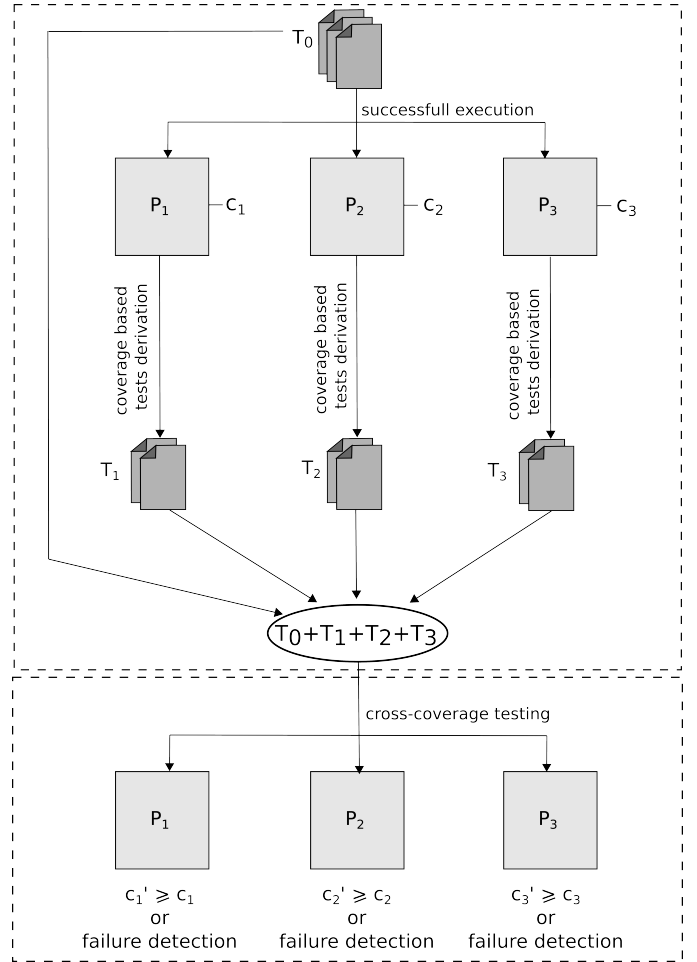 T₀
successfull execution
P₁
c₁
P₂
c₂
P₃
c₃
coverage based
tests derivation
coverage based
tests derivation
coverage based
tests derivation
T₁
T₂
T₃
T₀+T₁+T₂+T₃
cross-coverage testing
P₁
P₂
P₃
c₁' ⩾ c₁
or
failure detection
c₂' ⩾ c₂
or
failure detection
c₃' ⩾ c₃
or
failure detection